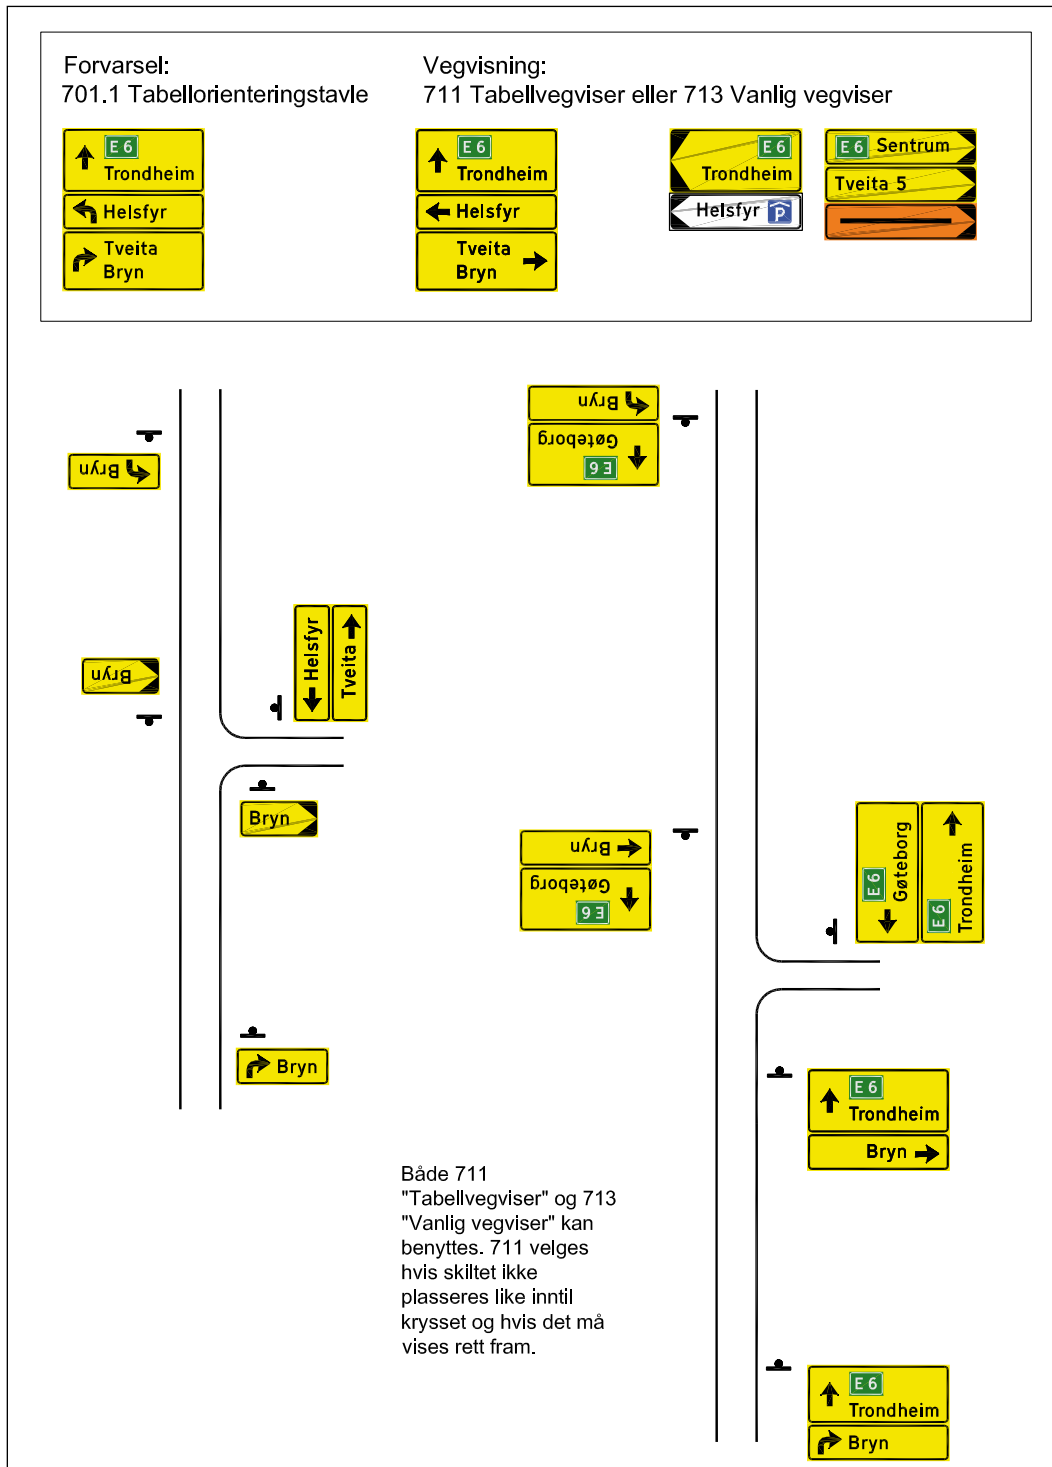 Forvarsel:
701.1 Tabellorienteringstavle
Vegvisning:
711 Tabellvegviser eller 713 Vanlig vegviser
E 6
Trondheim
Helsfyr
Tveita
Bryn
E 6
Trondheim
Helsfyr
Tveita
Bryn
E 6
Trondheim
Helsfyr P
E 6 Sentrum
Tveita 5
Bryn
Bryn
Helsfyr
Tveita
Bryn
Bryn
Bryn
Gøteborg
E 6
Bryn
Gøteborg
E 6
E 6
Gøteborg
E 6
Trondheim
E 6
Trondheim
Bryn
Både 711
"Tabellvegviser" og 713
"Vanlig vegviser" kan
benyttes. 711 velges
hvis skiltet ikke
plasseres like inntil
krysset og hvis det må
vises rett fram.
E 6
Trondheim
Bryn